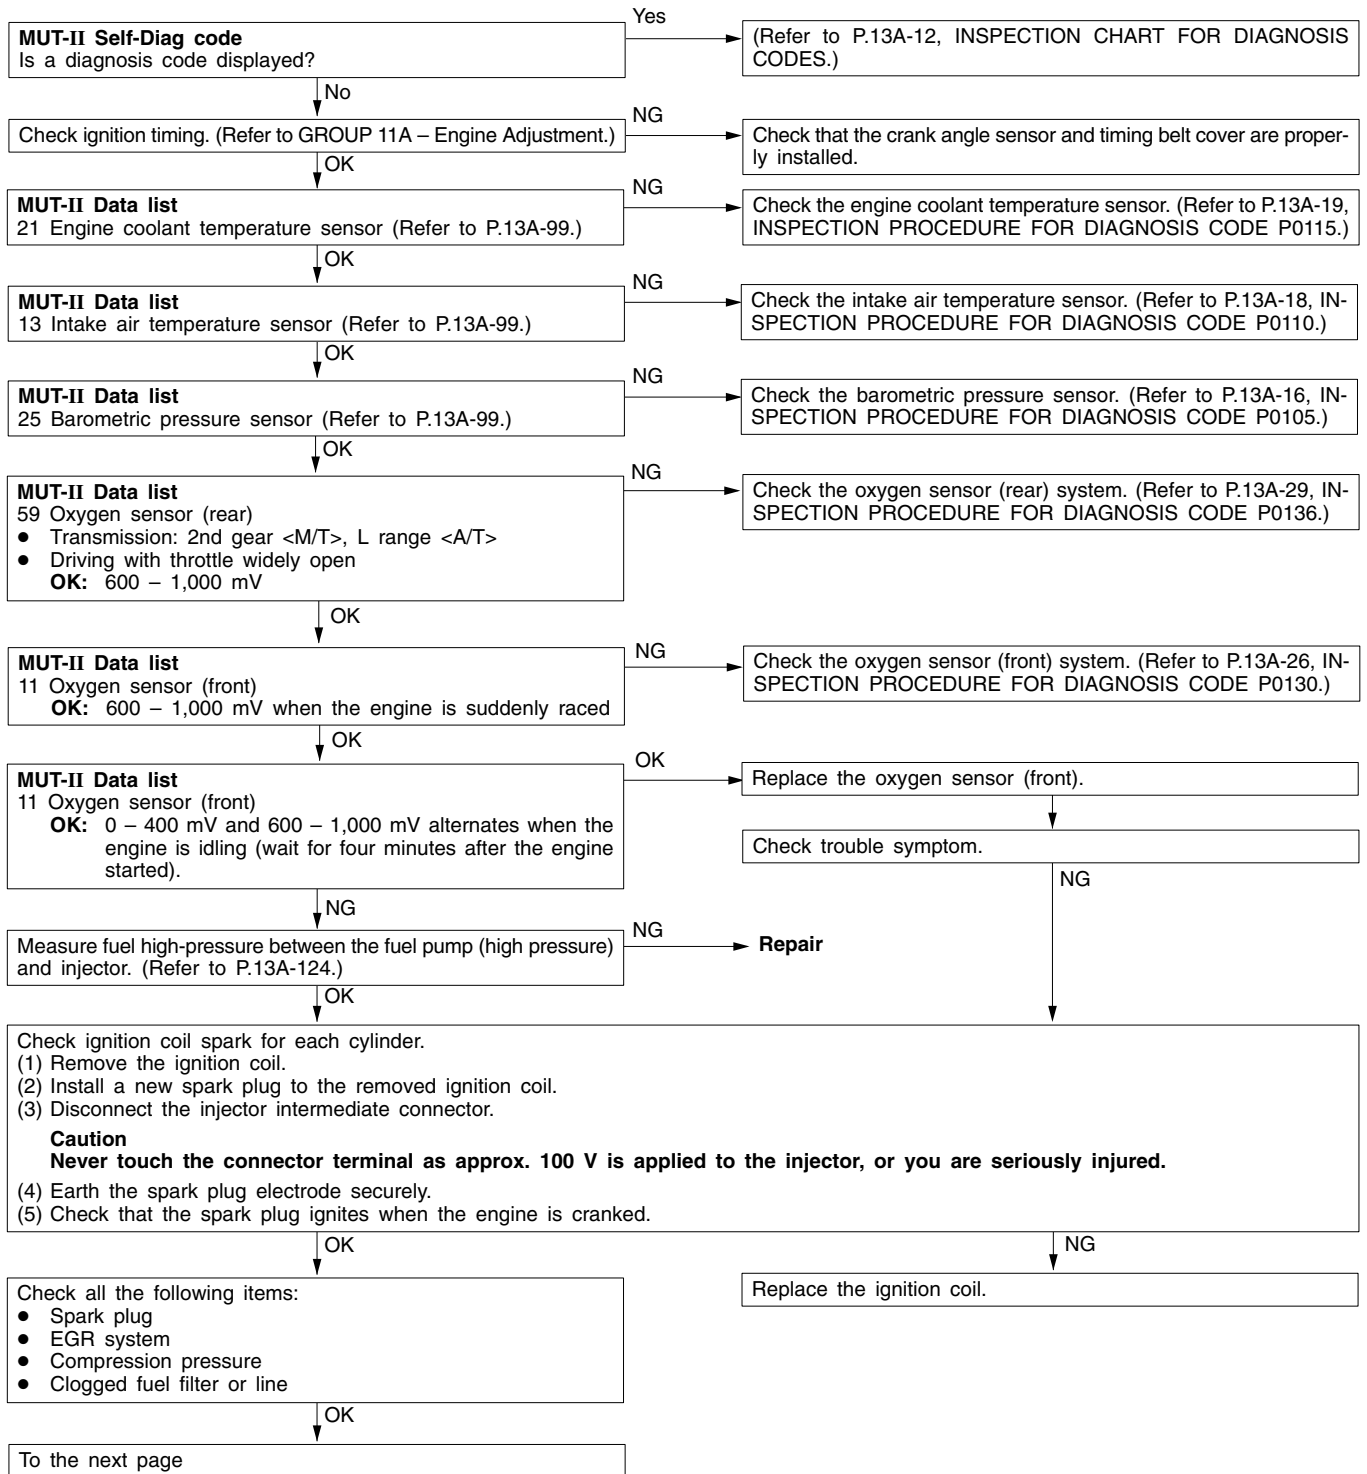 MUT-II Self-Diag code
Is a diagnosis code displayed?
Yes
(Refer to P.13A-12, INSPECTION CHART FOR DIAGNOSIS
CODES.)
No
Check ignition timing. (Refer to GROUP 11A – Engine Adjustment.)
NG
Check that the crank angle sensor and timing belt cover are proper-
ly installed.
OK
MUT-II Data list
21 Engine coolant temperature sensor (Refer to P.13A-99.)
NG
Check the engine coolant temperature sensor. (Refer to P.13A-19,
INSPECTION PROCEDURE FOR DIAGNOSIS CODE P0115.)
OK
MUT-II Data list
13 Intake air temperature sensor (Refer to P.13A-99.)
NG
Check the intake air temperature sensor. (Refer to P.13A-18, IN-
SPECTION PROCEDURE FOR DIAGNOSIS CODE P0110.)
OK
MUT-II Data list
25 Barometric pressure sensor (Refer to P.13A-99.)
NG
Check the barometric pressure sensor. (Refer to P.13A-16, IN-
SPECTION PROCEDURE FOR DIAGNOSIS CODE P0105.)
OK
MUT-II Data list
59 Oxygen sensor (rear)
● Transmission: 2nd gear <M/T>, L range <A/T>
● Driving with throttle widely open
OK: 600 – 1,000 mV
NG
Check the oxygen sensor (rear) system. (Refer to P.13A-29, IN-
SPECTION PROCEDURE FOR DIAGNOSIS CODE P0136.)
OK
MUT-II Data list
11 Oxygen sensor (front)
OK: 600 – 1,000 mV when the engine is suddenly raced
NG
Check the oxygen sensor (front) system. (Refer to P.13A-26, IN-
SPECTION PROCEDURE FOR DIAGNOSIS CODE P0130.)
OK
MUT-II Data list
11 Oxygen sensor (front)
OK: 0 – 400 mV and 600 – 1,000 mV alternates when the
engine is idling (wait for four minutes after the engine
started).
OK
Replace the oxygen sensor (front).
Check trouble symptom.
NG
NG
Measure fuel high-pressure between the fuel pump (high pressure)
and injector. (Refer to P.13A-124.)
NG
Repair
OK
Check ignition coil spark for each cylinder.
(1) Remove the ignition coil.
(2) Install a new spark plug to the removed ignition coil.
(3) Disconnect the injector intermediate connector.
Caution
Never touch the connector terminal as approx. 100 V is applied to the injector, or you are seriously injured.
(4) Earth the spark plug electrode securely.
(5) Check that the spark plug ignites when the engine is cranked.
OK
NG
Replace the ignition coil.
Check all the following items:
● Spark plug
● EGR system
● Compression pressure
● Clogged fuel filter or line
OK
To the next page